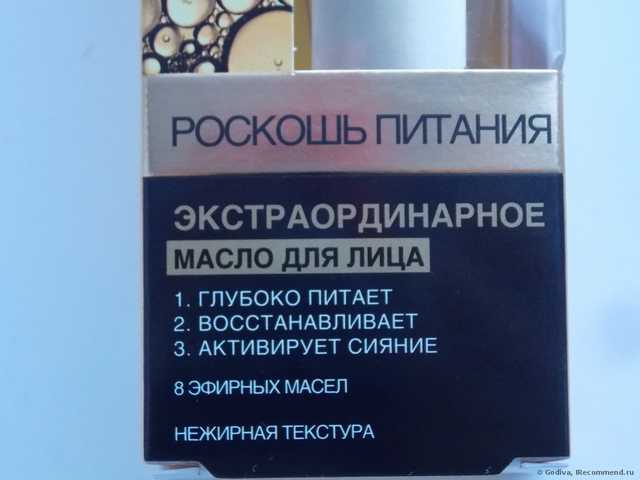 РОСКОШЬ ПИТАНИЯ
ЭКСТРАОРДИНАРНОЕ
МАСЛО ДЛЯ ЛИЦА
1. ГЛУБОКО ПИТАЕТ
2. ВОССТАНАВЛИВАЕТ
3. АКТИВИРУЕТ СИЯНИЕ
8 ЭФИРНЫХ МАСЕЛ
НЕЖИРНАЯ ТЕКСТУРА
© Godiva, IRecommend.ru